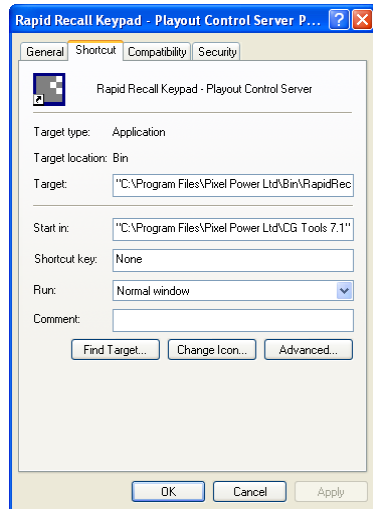 Rapid Recall Keypad - Playout Control Server P...
General Shortcut Compatibility Security
Rapid Recall Keypad - Playout Control Server
Target type: Application
Target location: Bin
Target: "C:\Program Files\Pixel Power Ltd\Bin\RapidRec
Start in: "C:\Program Files\Pixel Power Ltd\CG Tools 7.1"
Shortcut key: None
Run: Normal window
Comment:
Find Target... Change Icon... Advanced...
OK Cancel Apply